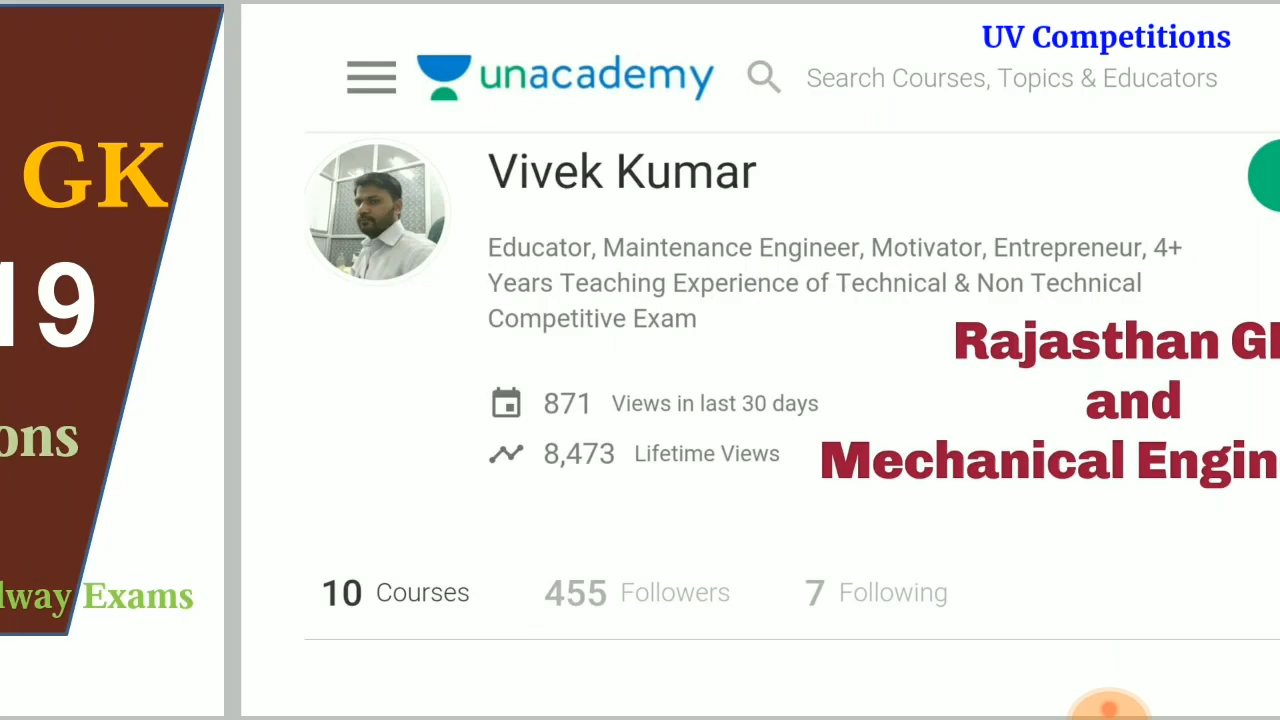 GK
19
ons
lway Exams
UV Competitions
unacademy
Search Courses, Topics & Educators
Vivek Kumar
Educator, Maintenance Engineer, Motivator, Entrepreneur, 4+
Years Teaching Experience of Technical & Non Technical
Competitive Exam
Rajasthan G
and
Mechanical Engin
871 Views in last 30 days
8,473 Lifetime Views
10 Courses 455 Followers 7 Following